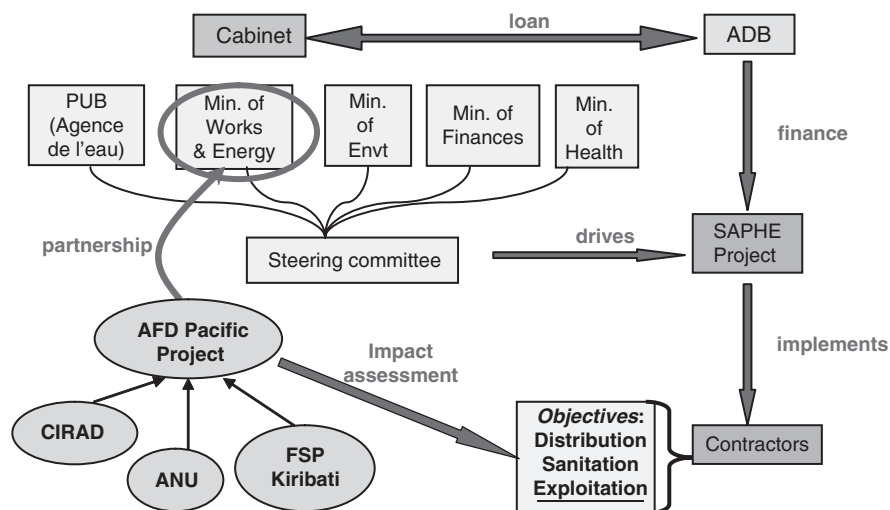 loan
Cabinet
ADB
PUB
(Agence
de l'eau)
Min. of
Works
& Energy
Min.
of
Envt
Min. of
Finances
Min.
of
Health
finance
partnership
Steering committee
drives
SAPHE
Project
AFD Pacific
Project
Impact
assessment
implements
CIRAD
ANU
FSP
Kiribati
Objectives:
Distribution
Sanitation
Exploitation
Contractors